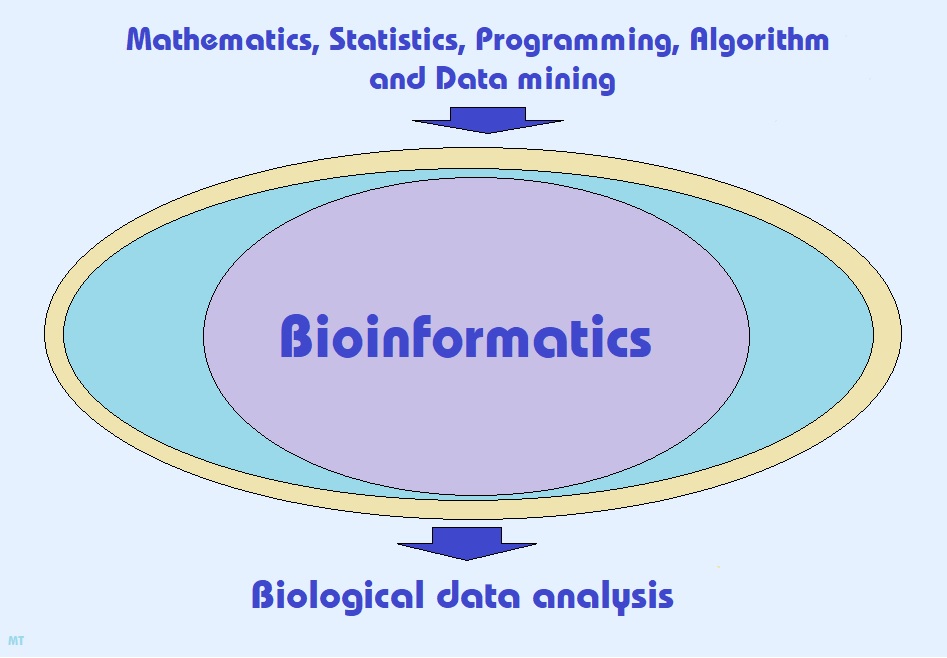 Mathematics, Statistics, Programming, Algorithm
and Data mining
Bioinformatics
Biological data analysis
MT